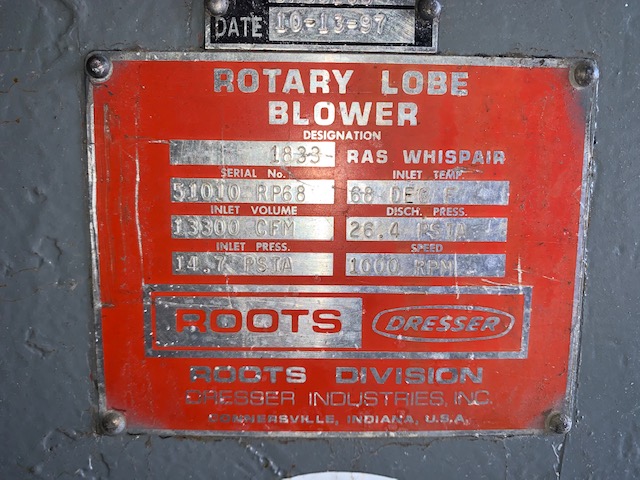 DATE 10-13-97
ROTARY LOBE
BLOWER
DESIGNATION
1833 RAS WHISPAIR
SERIAL No. INLET TEMP.
51010 RP68 68 DEG F
INLET VOLUME DISCH. PRESS.
13300 CFM 26.4 PSIA
INLET PRESS. SPEED
14.7 PSIA 1000 RPM
ROOTS DRESSER
ROOTS DIVISION
DRESSER INDUSTRIES, INC.
CONNERSVILLE, INDIANA, U.S.A.